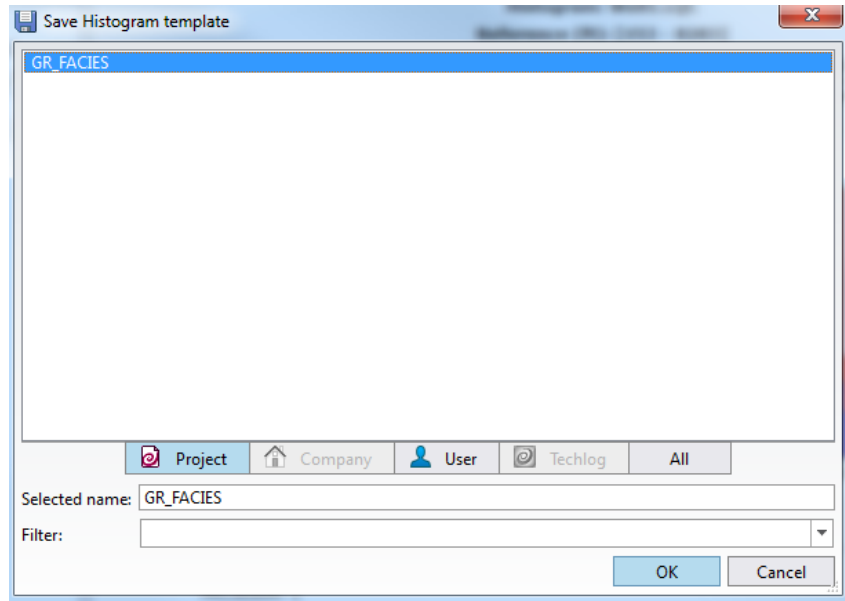 Save Histogram template
GR_FACIES
Project Company User Techlog All
Selected name: GR_FACIES
Filter:
OK Cancel